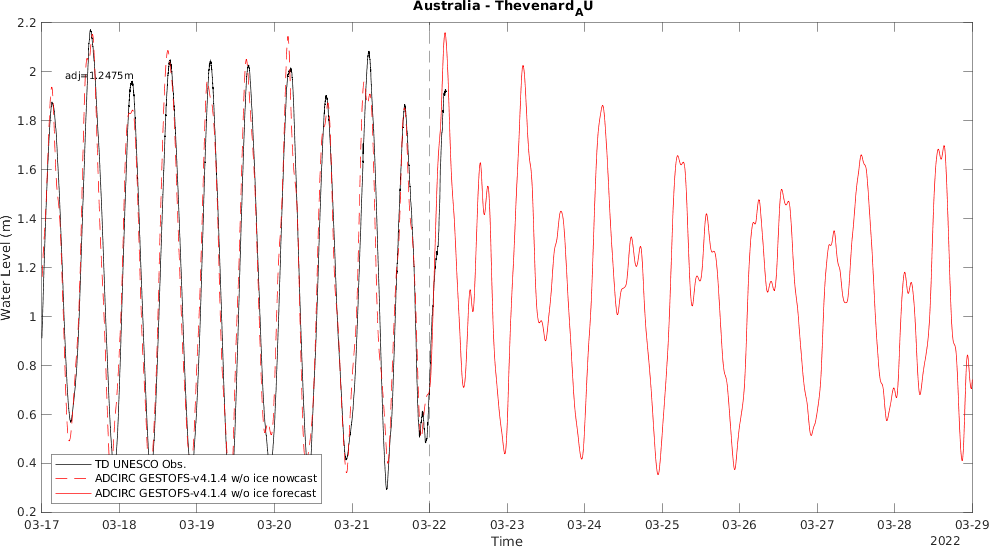 Australia - Thevenard_AU
2.2
2
1.8
1.6
1.4
1.2
1
0.8
0.6
0.4
0.2
Water Level (m)
adj=1.2475m
TD UNESCO Obs.
ADCIRC GESTOFS-v4.1.4 w/o ice nowcast
ADCIRC GESTOFS-v4.1.4 w/o ice forecast
03-17 03-18 03-19 03-20 03-21 03-22 03-23 03-24 03-25 03-26 03-27 03-28 03-29
Time
2022